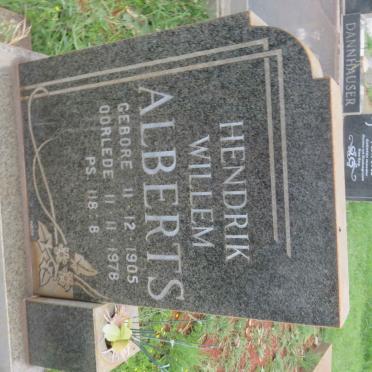 HENDRIK
WILLEM
ALBERTS
GEBORE 11 12 1905
OORLEDE 11 11 1978
PS. 118:8
DANNHAUSER